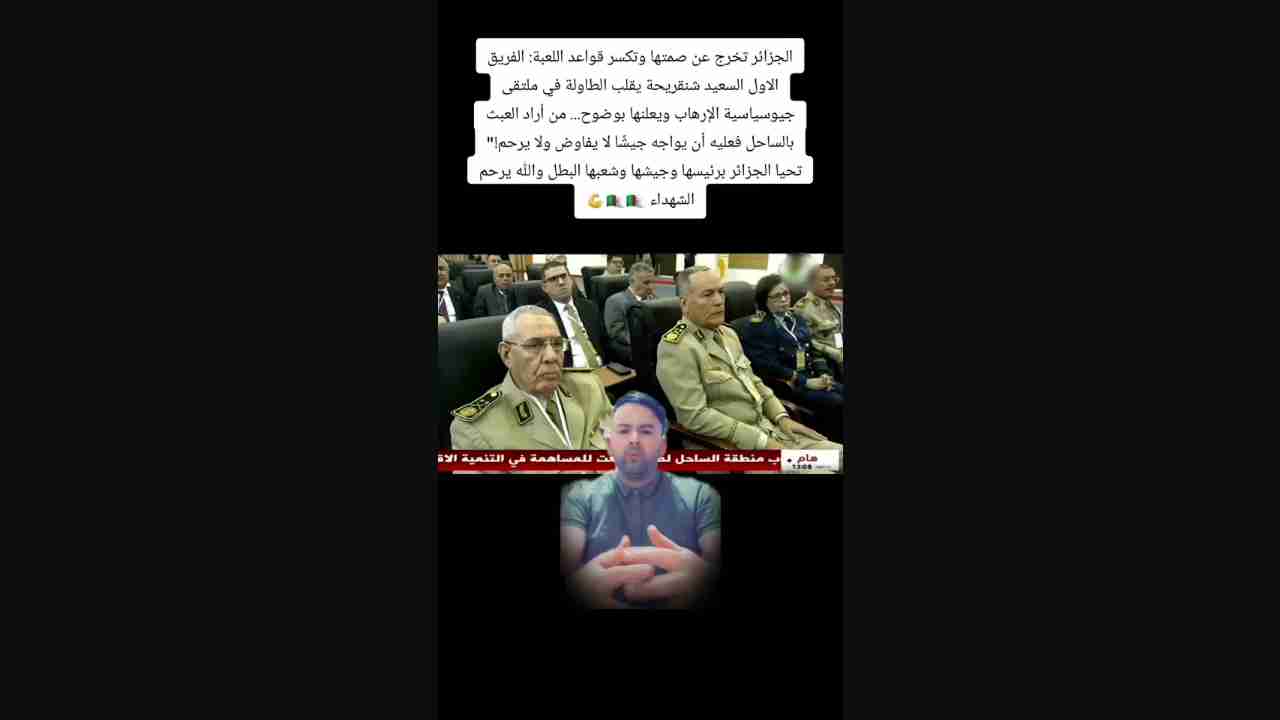 الجزائر تخرج عن صمتها وتكسر قواعد اللعبة: الفريق
الاول السعيد شنقريحة يقلب الطاولة في ملتقى
جيوسياسية الإرهاب ويعلنها بوضوح... من أراد العبث
بالساحل فعليه أن يواجه جيشًا لا يفاوض ولا يرحم!"
تحيا الجزائر برئيسها وجيشها وشعبها البطل والله يرحم
الشهداء 🇩🇿🇩🇿💪
هام
منطقة الساحل
للمساهمة في التنمية
13:08